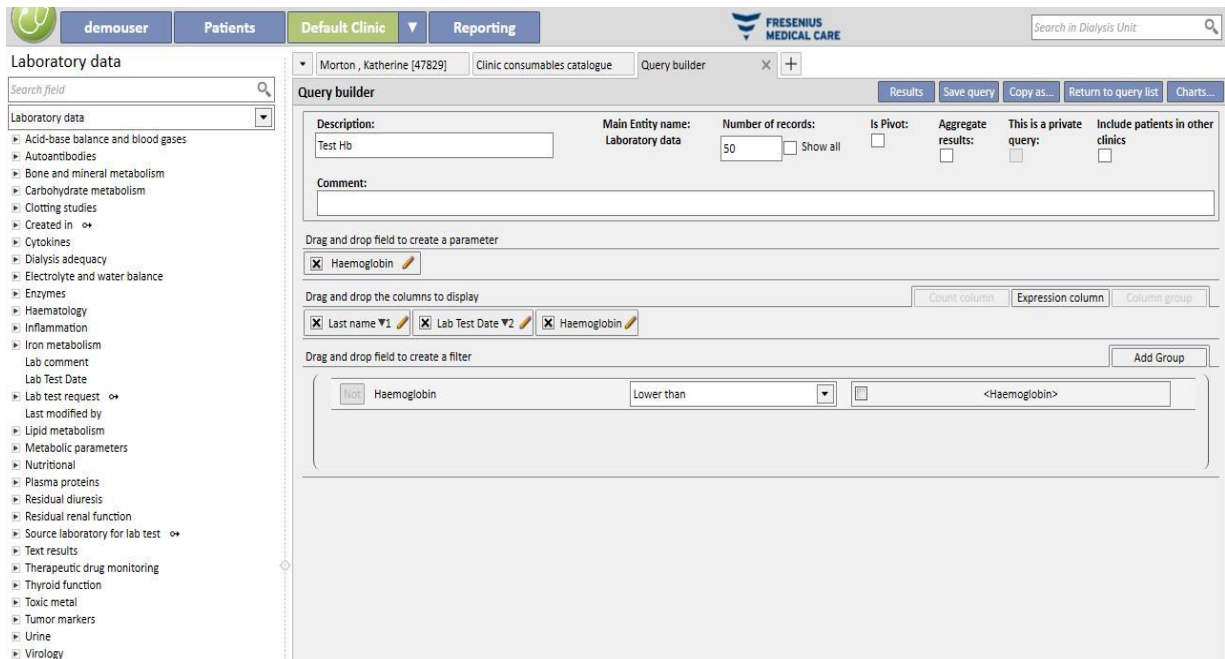 demouser Patients Default Clinic Reporting FRESENIUS MEDICAL CARE Search in Dialysis Unit
Laboratory data
Search field
Laboratory data
Acid-base balance and blood gases
Autoantibodies
Bone and mineral metabolism
Carbohydrate metabolism
Clotting studies
Created in
Cytokines
Dialysis adequacy
Electrolyte and water balance
Enzymes
Haematology
Inflammation
Iron metabolism
Lab comment
Lab Test Date
Lab test request
Last modified by
Lipid metabolism
Metabolic parameters
Nutritional
Plasma proteins
Residual diuresis
Residual renal function
Source laboratory for lab test
Text results
Therapeutic drug monitoring
Thyroid function
Toxic metal
Tumor markers
Urine
Virology
Morton , Katherine [47829] Clinic consumables catalogue Query builder
Query builder Results Save query Copy as... Return to query list Charts...
Description: Main Entity name: Number of records: Is Pivot: Aggregate results: This is a private query: Include patients in other clinics
Test Hb Laboratory data 50 Show all
Comment:
Drag and drop field to create a parameter
Haemoglobin
Drag and drop the columns to display Count column Expression column Column group
Last name ▼1 Lab Test Date ▼2 Haemoglobin
Drag and drop field to create a filter Add Group
Not Haemoglobin Lower than <Haemoglobin>